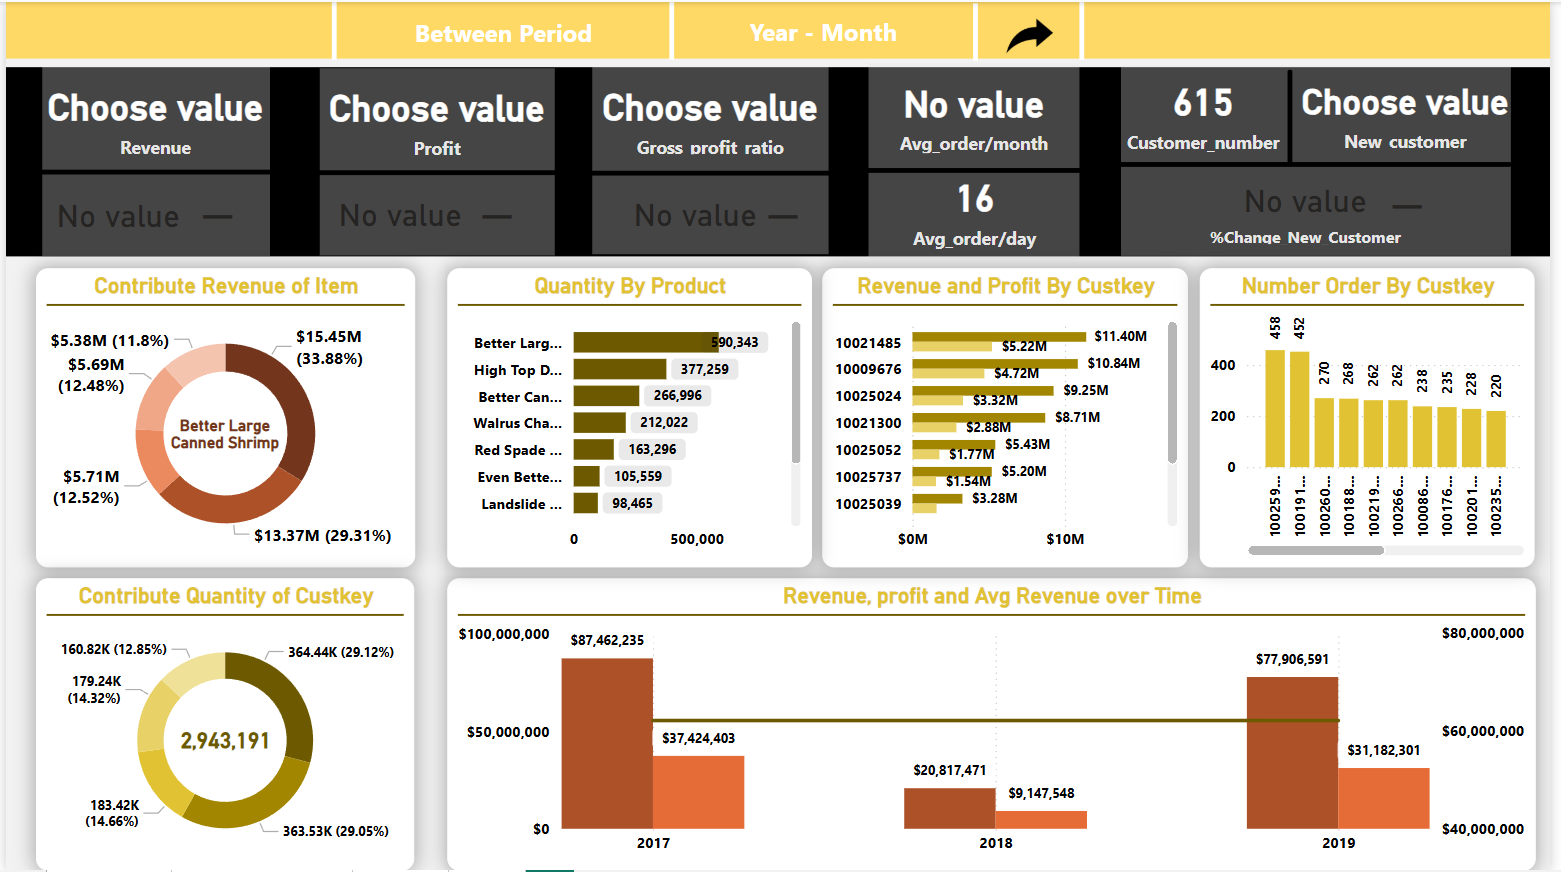 Between Period
Year - Month
Choose value
Revenue
Choose value
Profit
Choose value
Gross profit ratio
No value
Avg_order/month
615
Customer_number
Choose value
New customer
No value —
No value —
No value —
16
Avg_order/day
No value —
%Change New Customer
Contribute Revenue of Item
$5.38M (11.8%)
$15.45M
(33.88%)
$5.69M
(12.48%)
Better Large
Canned Shrimp
$5.71M
(12.52%)
$13.37M (29.31%)
Quantity By Product
Better Larg... 590,343
High Top D... 377,259
Better Can... 266,996
Walrus Cha... 212,022
Red Spade ... 163,296
Even Bette... 105,559
Landslide ... 98,465
0 500,000
Revenue and Profit By Custkey
10021485 $11.40M
$5.22M
10009676 $10.84M
$4.72M
10025024 $9.25M
$3.32M
10021300 $8.71M
$2.88M
10025052 $5.43M
$1.77M
10025737 $5.20M
$1.54M
10025039 $3.28M
$0M $10M
Number Order By Custkey
458 452 270 268 262 262 238 235 228 220
400
200
0
100259... 100191... 100260... 100188... 100219... 100266... 100086... 100176... 100201... 100235...
Contribute Quantity of Custkey
160.82K (12.85%)
364.44K (29.12%)
179.24K
(14.32%)
2,943,191
183.42K
(14.66%)
363.53K (29.05%)
Revenue, profit and Avg Revenue over Time
$100,000,000
$50,000,000
$0
$87,462,235
$37,424,403
$20,817,471
$9,147,548
$77,906,591
$31,182,301
$80,000,000
$60,000,000
$40,000,000
2017 2018 2019